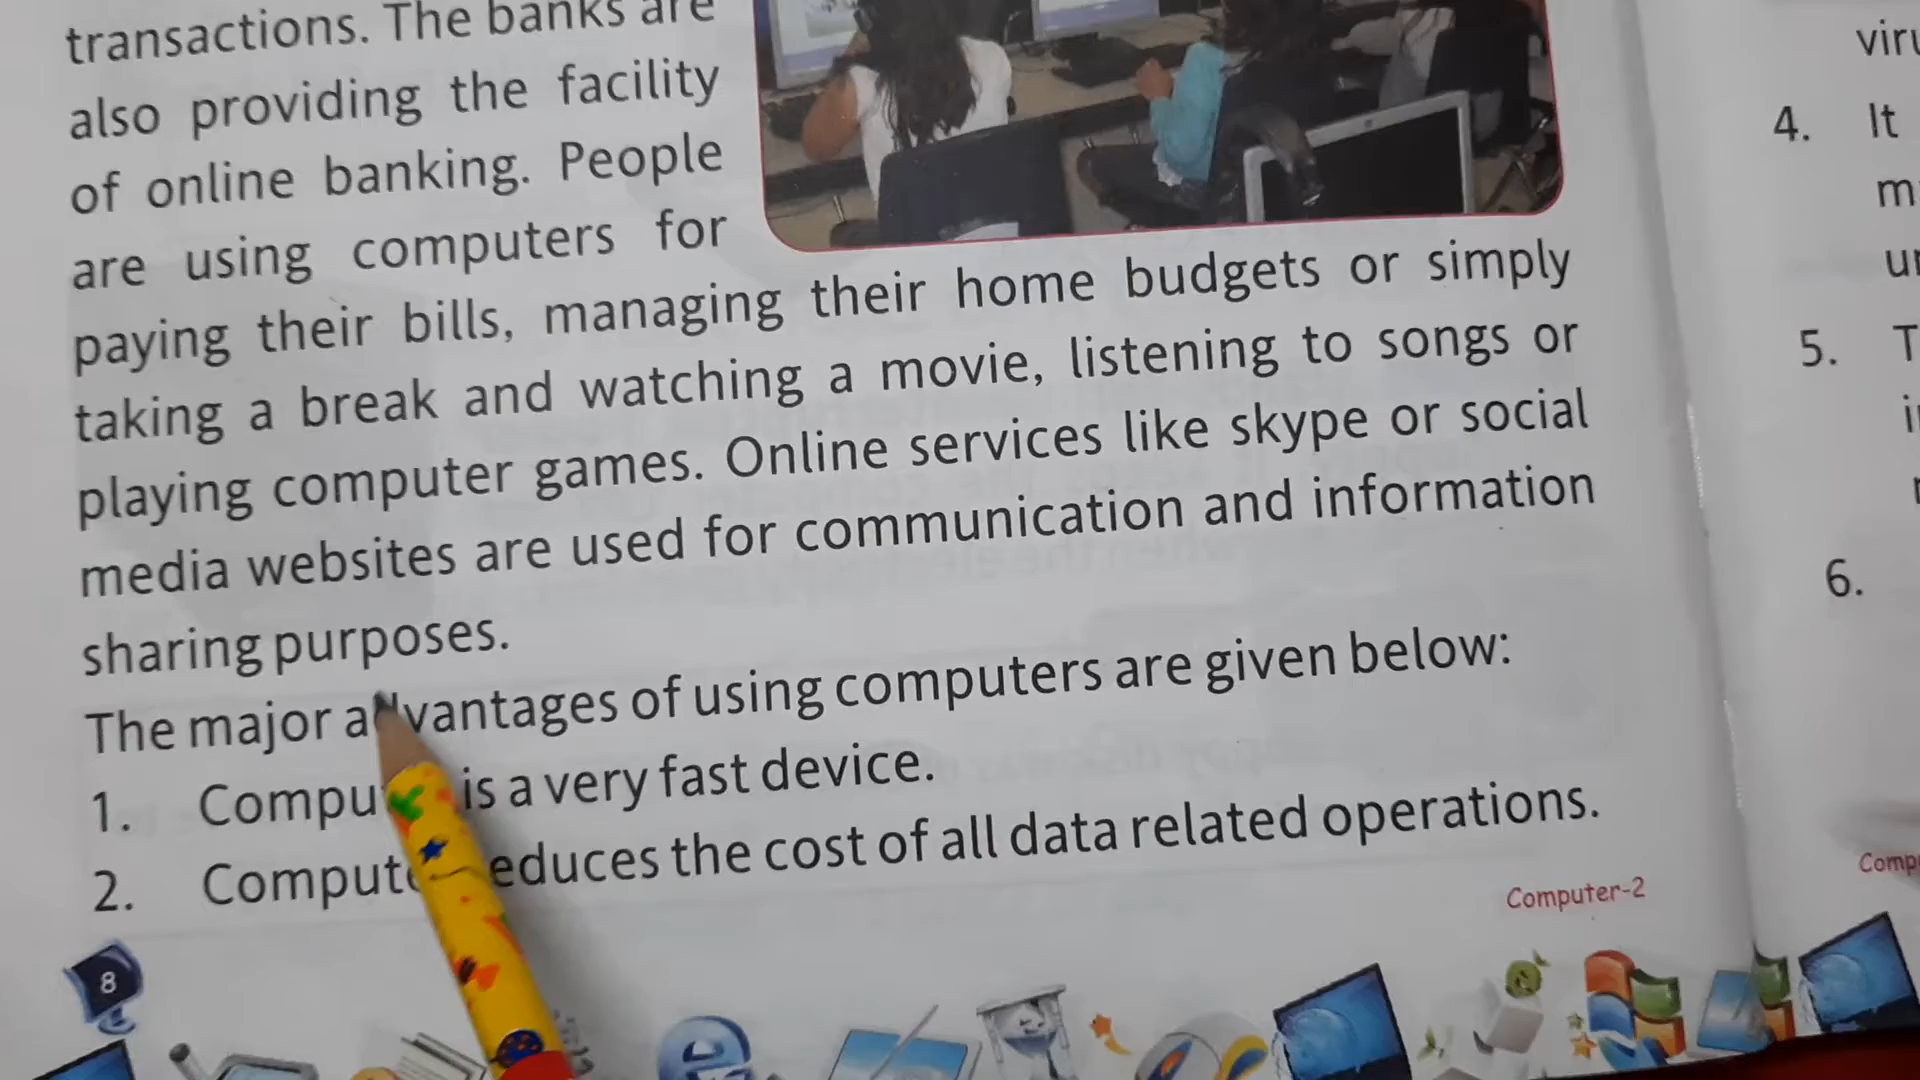 transactions. The banks are
also providing the facility
of online banking. People
are using computers for
paying their bills, managing their home budgets or simply
taking a break and watching a movie, listening to songs or
playing computer games. Online services like skype or social
media websites are used for communication and information
sharing purposes.
The major advantages of using computers are given below:
1. Compu is a very fast device.
2. Compute educes the cost of all data related operations.
Computer-2
8
4. It
5.
6.